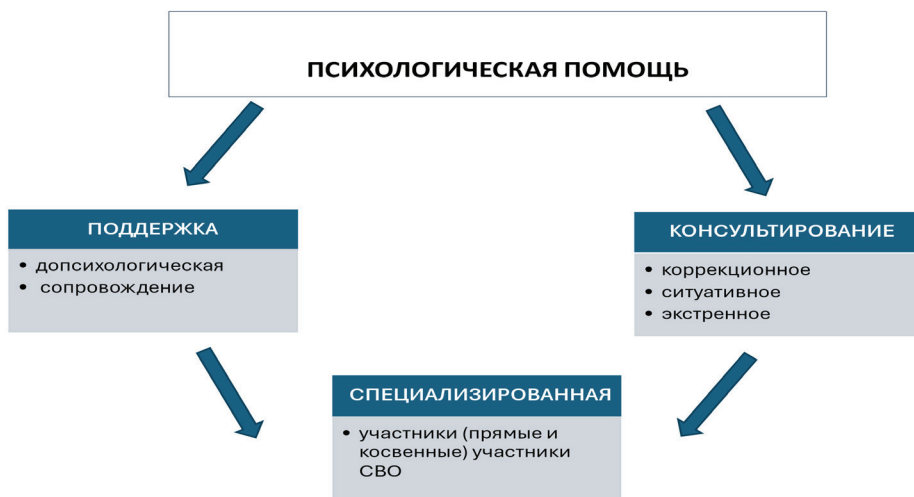 ПСИХОЛОГИЧЕСКАЯ ПОМОЩЬ
ПОДДЕРЖКА
• допсихологическая
• сопровождение
КОНСУЛЬТИРОВАНИЕ
• коррекционное
• ситуативное
• экстренное
СПЕЦИАЛИЗИРОВАННАЯ
• участники (прямые и
косвенные) участники
СВО